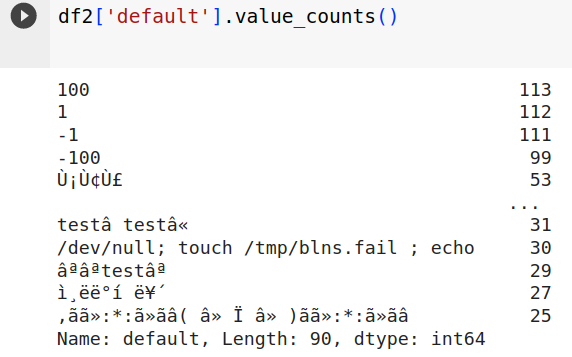 df2['default'].value_counts()
100 113
1 112
-1 111
-100 99
Ù¡Ù¢Ù£ 53
...
testâ testâ« 31
/dev/null; touch /tmp/blns.fail ; echo 30
âªâªtestâª 29
ì¸ëë°í ë¥´ 27
,ãã»:*:ã»ãâ( â» Ï â» )ãã»:*:ã»ãâ 25
Name: default, Length: 90, dtype: int64